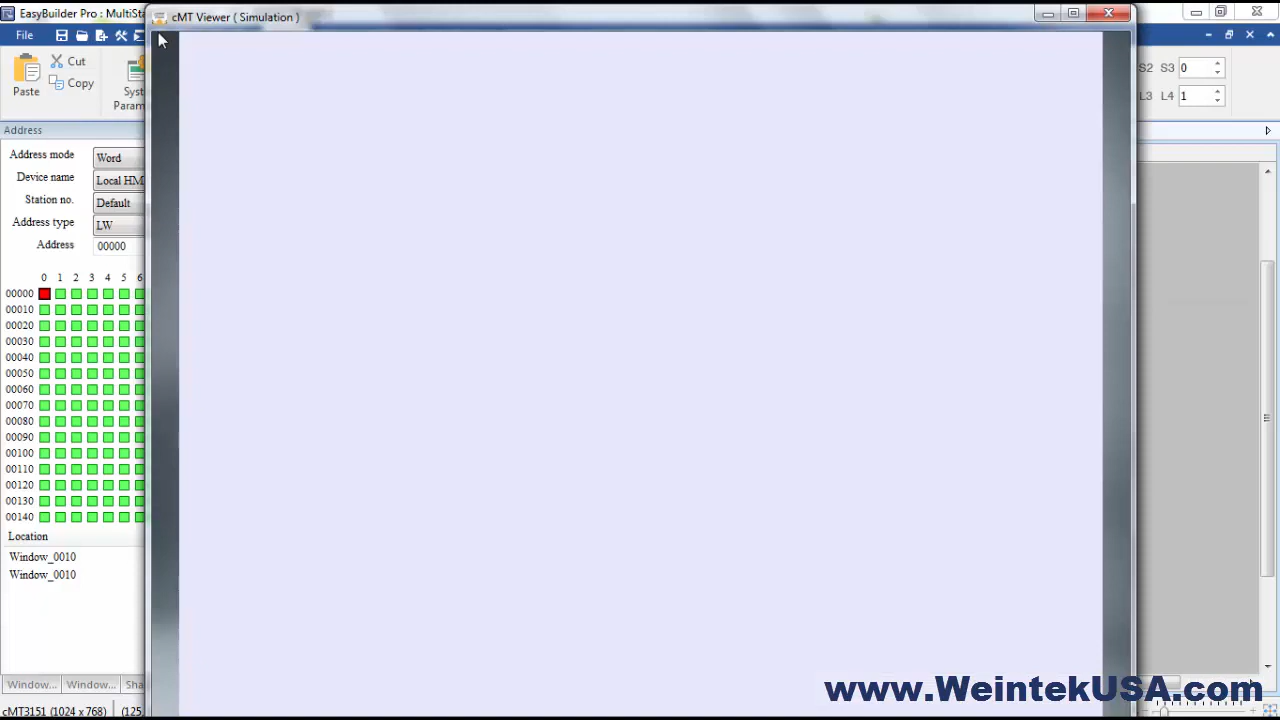 EasyBuilder Pro : MultiSta
cMT Viewer ( Simulation )
File
Paste
Cut
Copy
Syst
Param
S2 S3 0
L3 L4 1
Address
Address mode Word
Device name Local HM
Station no. Default
Address type LW
Address 00000
0 1 2 3 4 5 6
00000
00010
00020
00030
00040
00050
00060
00070
00080
00090
00100
00110
00120
00130
00140
Location
Window_0010
Window_0010
Window... Window... Sha
cMT3151 (1024 x 768) (125,
www.WeintekUSA.com